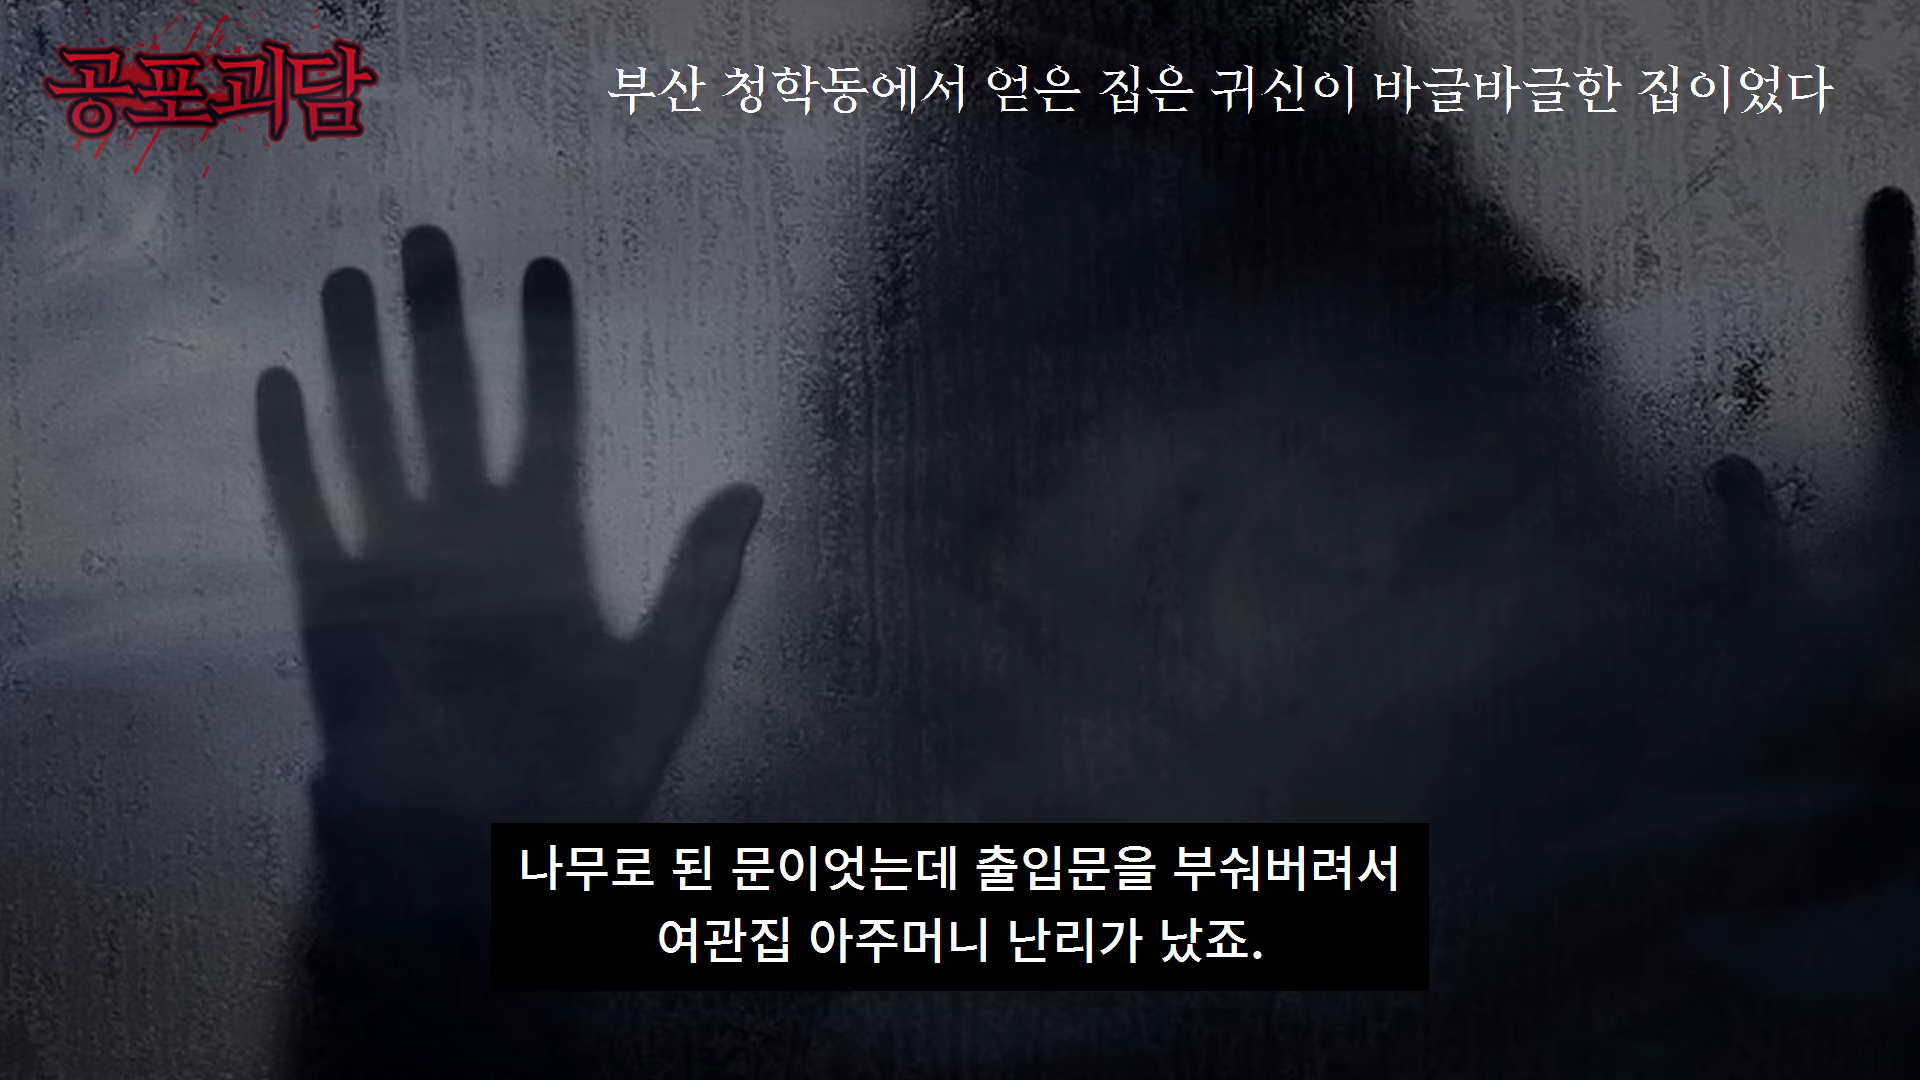 공포괴담
부산 청학동에서 얻은 집은 귀신이 바글바글한 집이었다
나무로 된 문이엇는데 출입문을 부숴버려서
여관집 아주머니 난리가 났죠.